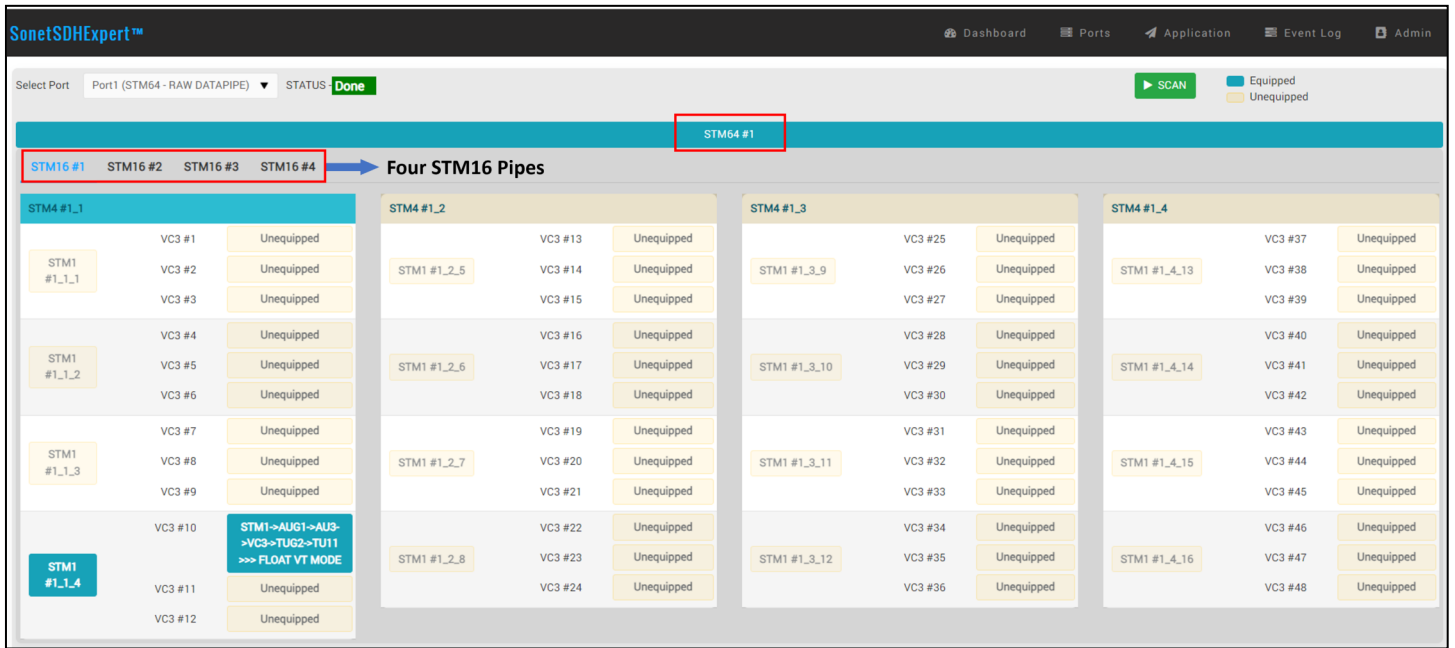 SonetSDHExpert™
Dashboard
Ports
Application
Event Log
Admin
Select Port
Port1 (STM64 - RAW DATAPIPE)
STATUS - Done
SCAN
Equipped
Unequipped
STM64 #1
STM16 #1
STM16 #2
STM16 #3
STM16 #4
Four STM16 Pipes
STM4 #1_1
STM1
#1_1_1
VC3 #1 Unequipped
VC3 #2 Unequipped
VC3 #3 Unequipped
STM1
#1_1_2
VC3 #4 Unequipped
VC3 #5 Unequipped
VC3 #6 Unequipped
STM1
#1_1_3
VC3 #7 Unequipped
VC3 #8 Unequipped
VC3 #9 Unequipped
STM1
#1_1_4
VC3 #10
STM1->AUG1->AU3-
>VC3->TUG2->TU11
>>> FLOAT VT MODE
VC3 #11 Unequipped
VC3 #12 Unequipped
STM4 #1_2
STM1 #1_2_5
VC3 #13 Unequipped
VC3 #14 Unequipped
VC3 #15 Unequipped
STM1 #1_2_6
VC3 #16 Unequipped
VC3 #17 Unequipped
VC3 #18 Unequipped
STM1 #1_2_7
VC3 #19 Unequipped
VC3 #20 Unequipped
VC3 #21 Unequipped
STM1 #1_2_8
VC3 #22 Unequipped
VC3 #23 Unequipped
VC3 #24 Unequipped
STM4 #1_3
STM1 #1_3_9
VC3 #25 Unequipped
VC3 #26 Unequipped
VC3 #27 Unequipped
STM1 #1_3_10
VC3 #28 Unequipped
VC3 #29 Unequipped
VC3 #30 Unequipped
STM1 #1_3_11
VC3 #31 Unequipped
VC3 #32 Unequipped
VC3 #33 Unequipped
STM1 #1_3_12
VC3 #34 Unequipped
VC3 #35 Unequipped
VC3 #36 Unequipped
STM4 #1_4
STM1 #1_4_13
VC3 #37 Unequipped
VC3 #38 Unequipped
VC3 #39 Unequipped
STM1 #1_4_14
VC3 #40 Unequipped
VC3 #41 Unequipped
VC3 #42 Unequipped
STM1 #1_4_15
VC3 #43 Unequipped
VC3 #44 Unequipped
VC3 #45 Unequipped
STM1 #1_4_16
VC3 #46 Unequipped
VC3 #47 Unequipped
VC3 #48 Unequipped